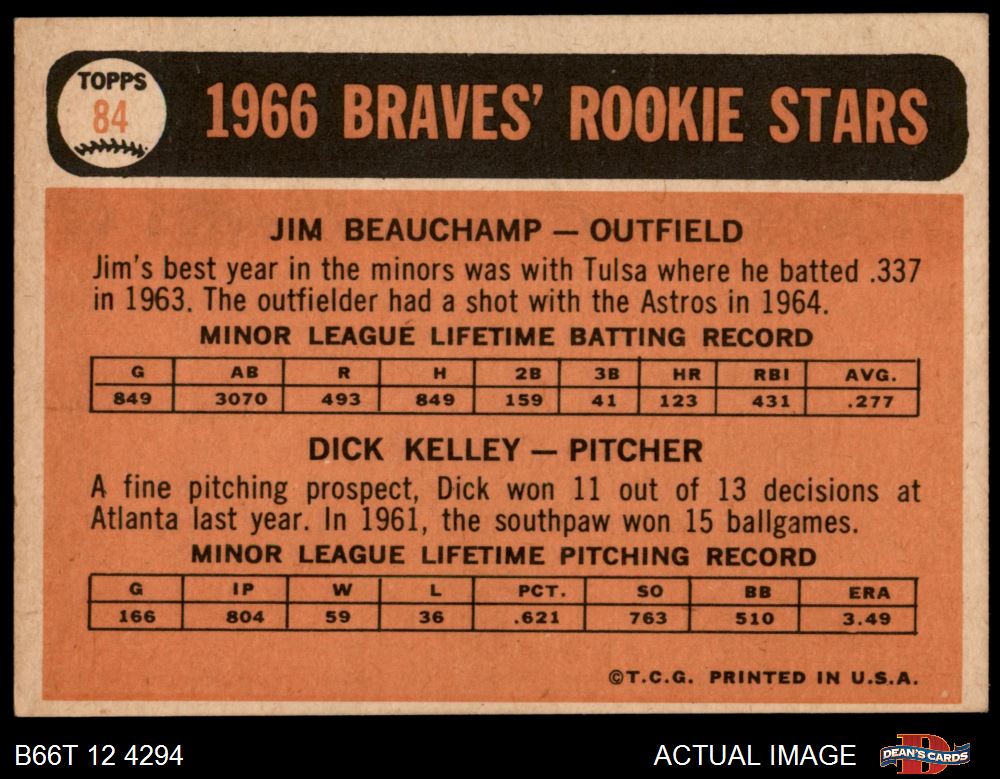 TOPPS
84
1966 BRAVES' ROOKIE STARS
JIM BEAUCHAMP — OUTFIELD
Jim's best year in the minors was with Tulsa where he batted .337
in 1963. The outfielder had a shot with the Astros in 1964.
MINOR LEAGUE LIFETIME BATTING RECORD
G AB R H 2B 3B HR RBI AVG.
849 3070 493 849 159 41 123 431 .277
DICK KELLEY — PITCHER
A fine pitching prospect, Dick won 11 out of 13 decisions at
Atlanta last year. In 1961, the southpaw won 15 ballgames.
MINOR LEAGUE LIFETIME PITCHING RECORD
G IP W L PCT. SO BB ERA
166 804 59 36 .621 763 510 3.49
©T.C.G. PRINTED IN U.S.A.
B66T 12 4294
ACTUAL IMAGE
D
DEAN'S CARDS